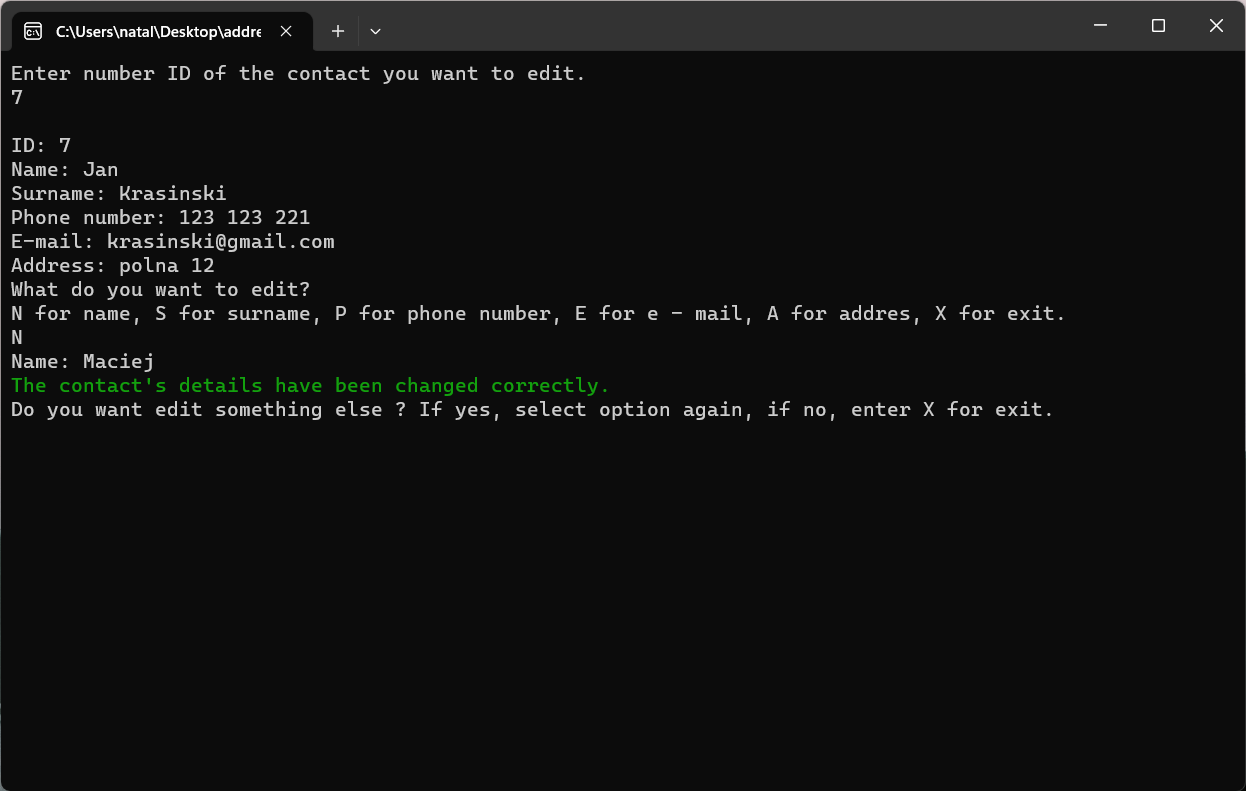 C:\Users\natal\Desktop\addre
Enter number ID of the contact you want to edit.
7
ID: 7
Name: Jan
Surname: Krasinski
Phone number: 123 123 221
E-mail: krasinski@gmail.com
Address: polna 12
What do you want to edit?
N for name, S for surname, P for phone number, E for e - mail, A for addres, X for exit.
N
Name: Maciej
The contact's details have been changed correctly.
Do you want edit something else ? If yes, select option again, if no, enter X for exit.